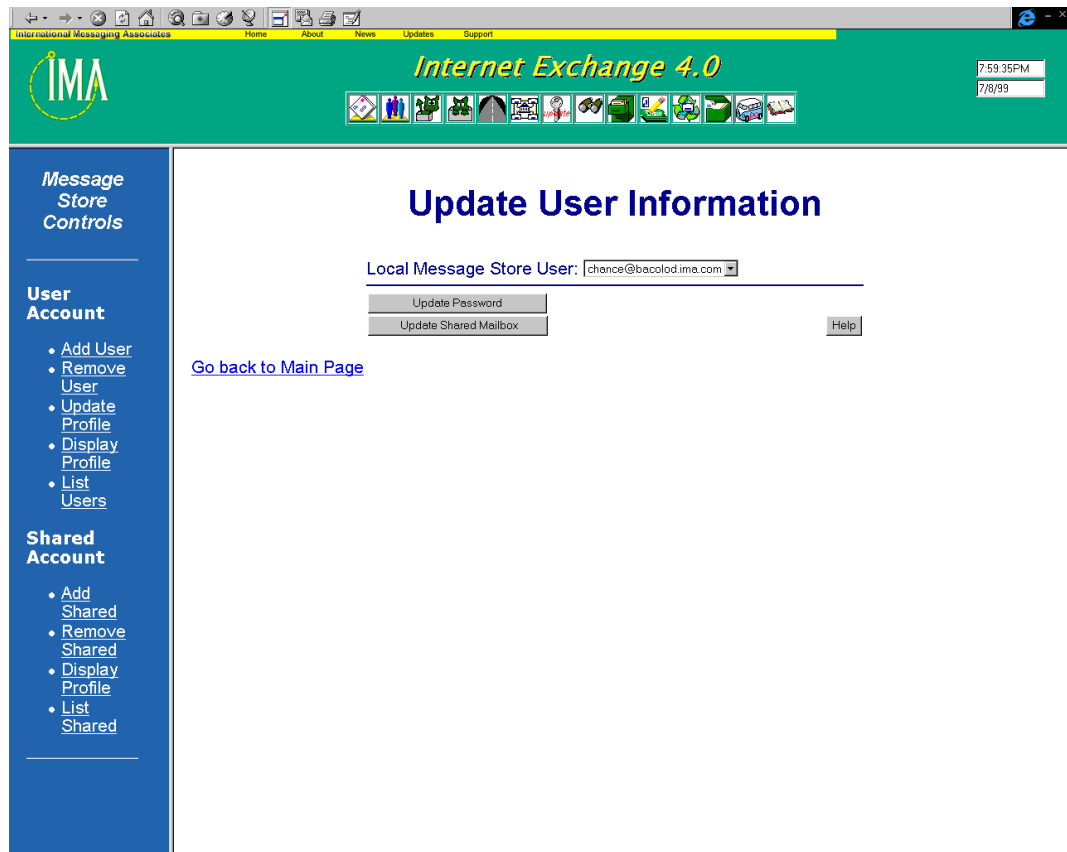 International Messaging Associates
Home About News Updates Support
IMA
Internet Exchange 4.0
7:59:35PM
7/8/99
update
Message
Store
Controls
User
Account
Add User
Remove
User
Update
Profile
Display
Profile
List
Users
Shared
Account
Add
Shared
Remove
Shared
Display
Profile
List
Shared
Update User Information
Local Message Store User: chance@bacolod.ima.com
Update Password
Update Shared Mailbox
Help
Go back to Main Page